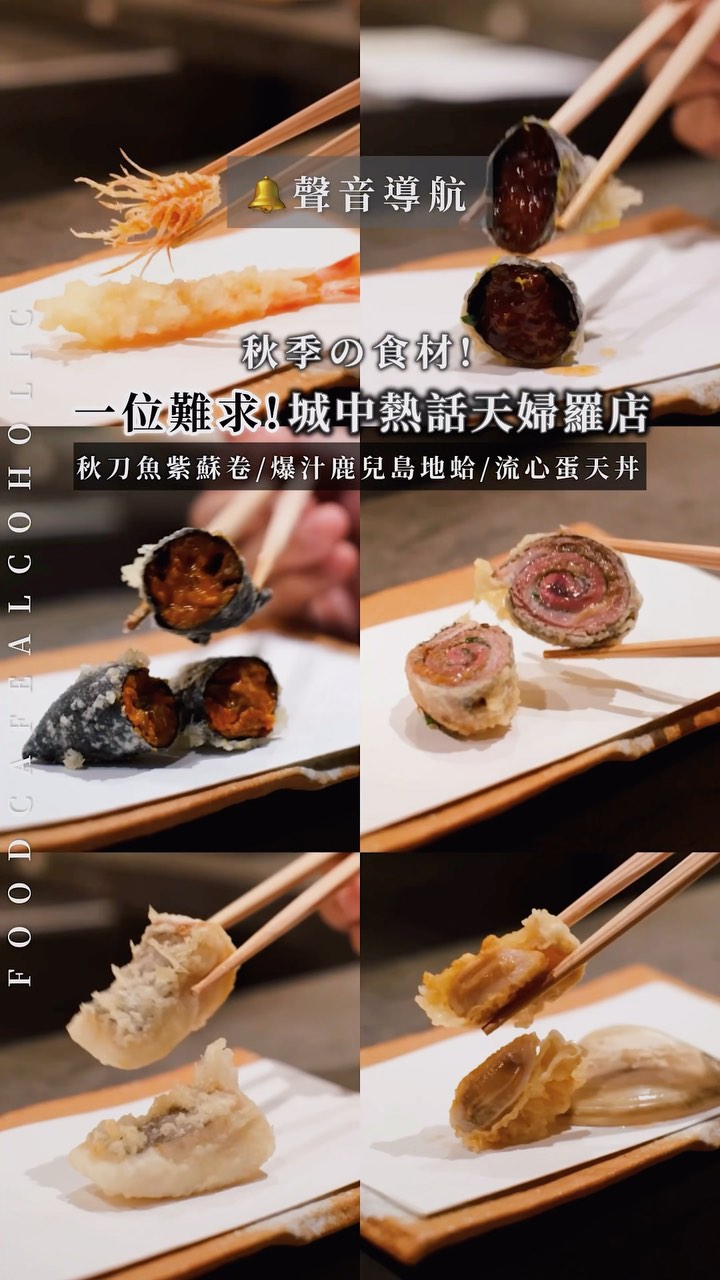 🔔聲音導航
秋季の食材!
一位難求!城中熱話天婦羅店
秋刀魚紫蘇卷/爆汁鹿兒島地蛤/流心蛋天丼
FOODCAFEALCOHOLIC